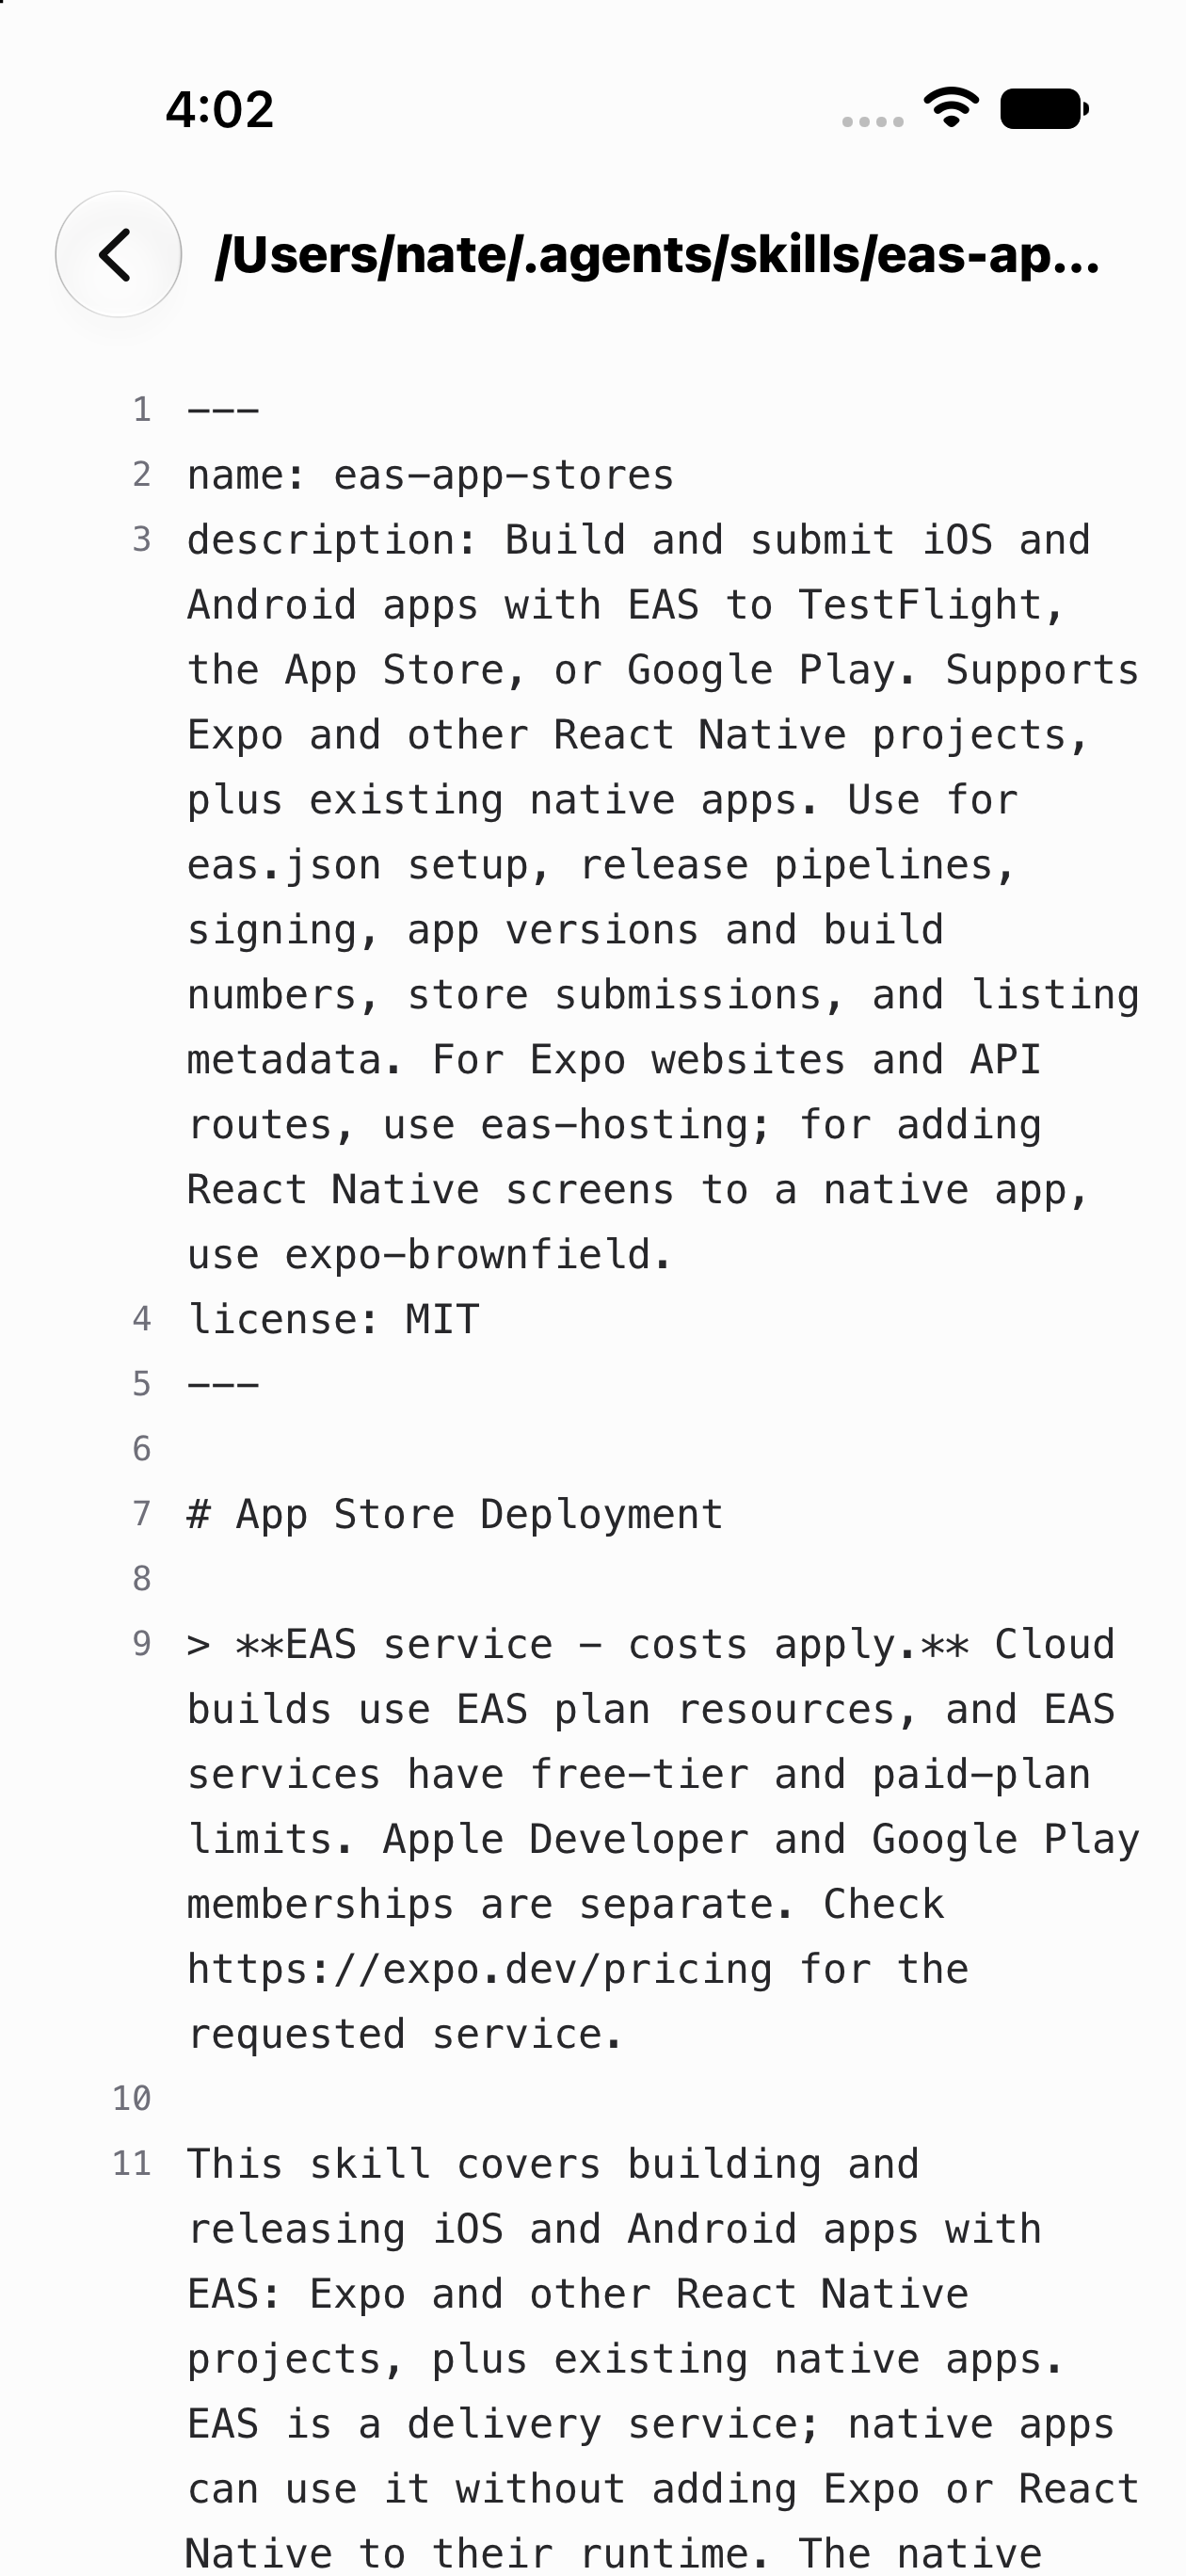 4:02
/Users/nate/.agents/skills/eas-ap...
1 ---
2 name: eas-app-stores
3 description: Build and submit iOS and
Android apps with EAS to TestFlight,
the App Store, or Google Play. Supports
Expo and other React Native projects,
plus existing native apps. Use for
eas.json setup, release pipelines,
signing, app versions and build
numbers, store submissions, and listing
metadata. For Expo websites and API
routes, use eas-hosting; for adding
React Native screens to a native app,
use expo-brownfield.
4 license: MIT
5 ---
6
7 # App Store Deployment
8
9 > **EAS service - costs apply.** Cloud
builds use EAS plan resources, and EAS
services have free-tier and paid-plan
limits. Apple Developer and Google Play
memberships are separate. Check
https://expo.dev/pricing for the
requested service.
10
11 This skill covers building and
releasing iOS and Android apps with
EAS: Expo and other React Native
projects, plus existing native apps.
EAS is a delivery service; native apps
can use it without adding Expo or React
Native to their runtime. The native